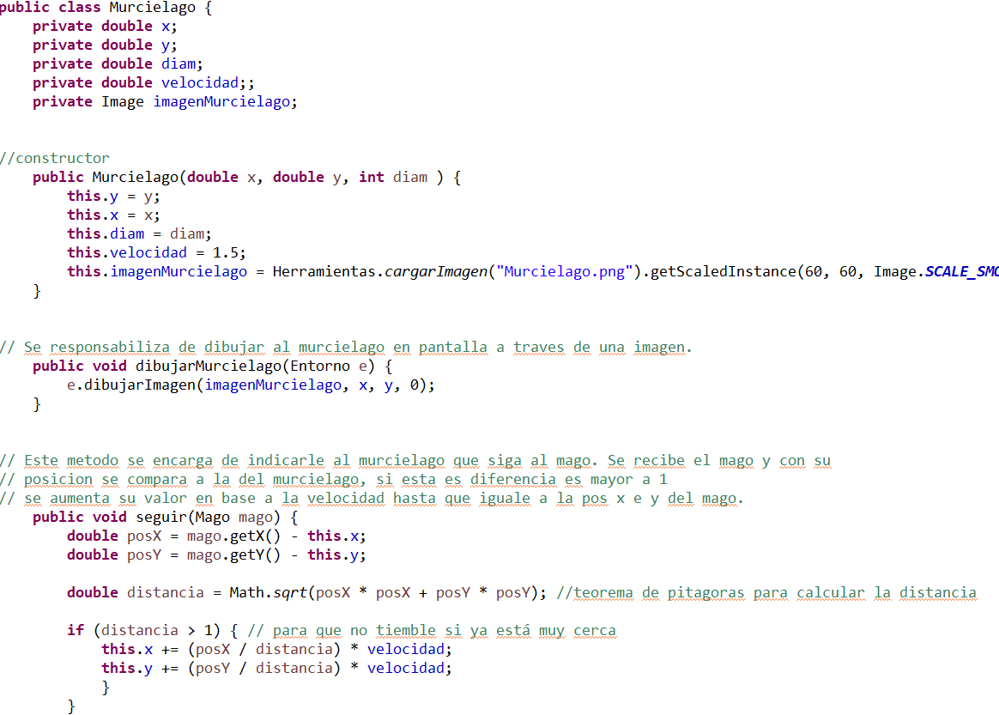 public class Murcielago {
    private double x;
    private double y;
    private double diam;
    private double velocidad;;
    private Image imagenMurcielago;
//constructor
    public Murcielago(double x, double y, int diam ) {
        this.y = y;
        this.x = x;
        this.diam = diam;
        this.velocidad = 1.5;
        this.imagenMurcielago = Herramientas.cargarImagen("Murcielago.png").getScaledInstance(60, 60, Image.SCALE_SMO
    }
// Se responsabiliza de dibujar al murcielago en pantalla a traves de una imagen.
    public void dibujarMurcielago(Entorno e) {
        e.dibujarImagen(imagenMurcielago, x, y, 0);
    }
// Este metodo se encarga de indicarle al murcielago que siga al mago. Se recibe el mago y con su
// posicion se compara a la del murcielago, si esta es diferencia es mayor a 1
// se aumenta su valor en base a la velocidad hasta que iguale a la pos x e y del mago.
    public void seguir(Mago mago) {
        double posX = mago.getX() - this.x;
        double posY = mago.getY() - this.y;
        double distancia = Math.sqrt(posX * posX + posY * posY); //teorema de pitagoras para calcular la distancia
        if (distancia > 1) { // para que no tiemble si ya está muy cerca
            this.x += (posX / distancia) * velocidad;
            this.y += (posY / distancia) * velocidad;
            }
        }